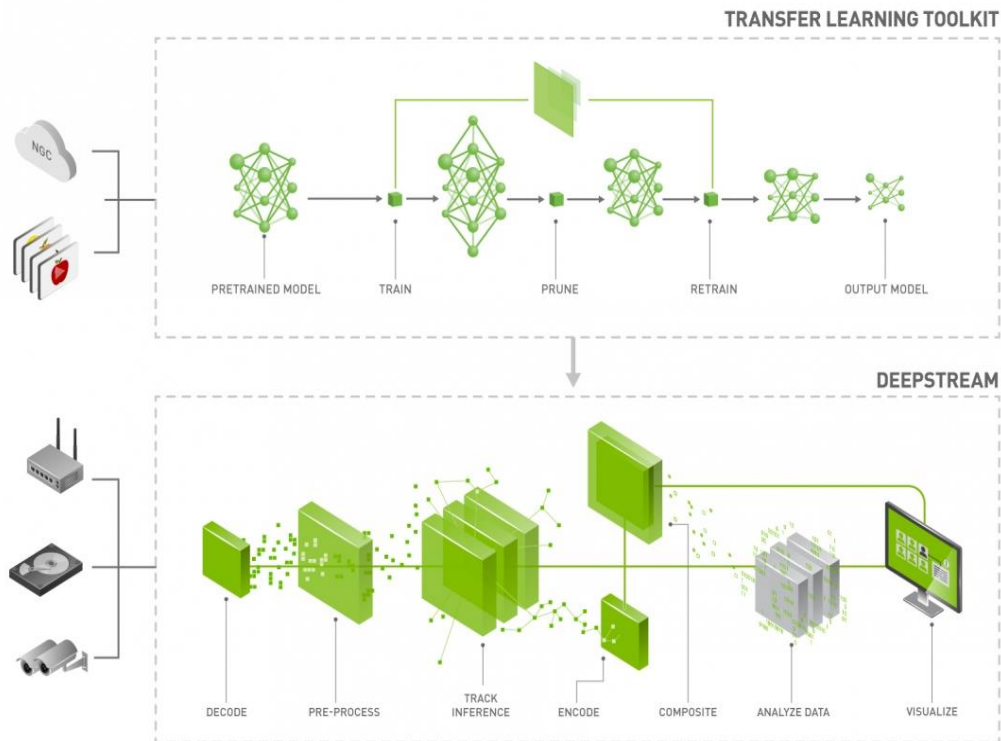 TRANSFER LEARNING TOOLKIT
NGC
PRETRAINED MODEL
TRAIN
PRUNE
RETRAIN
OUTPUT MODEL
DEEPSTREAM
DECODE
PRE-PROCESS
TRACK
INFERENCE
ENCODE
COMPOSITE
ANALYZE DATA
VISUALIZE